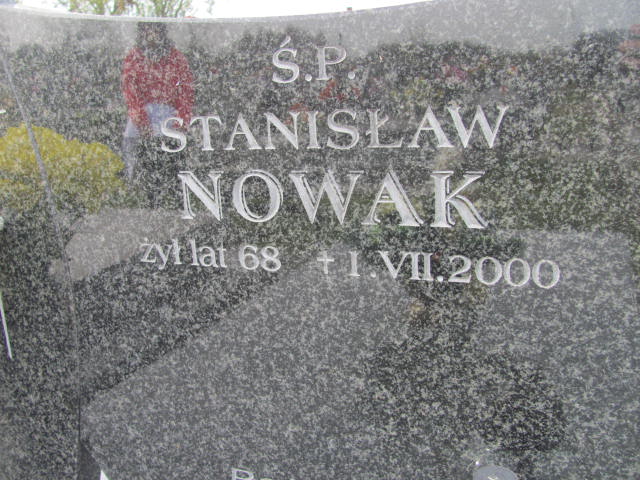 Ś.P.
STANISŁAW
NOWAK
żył lat 68 + 1.VII.2000